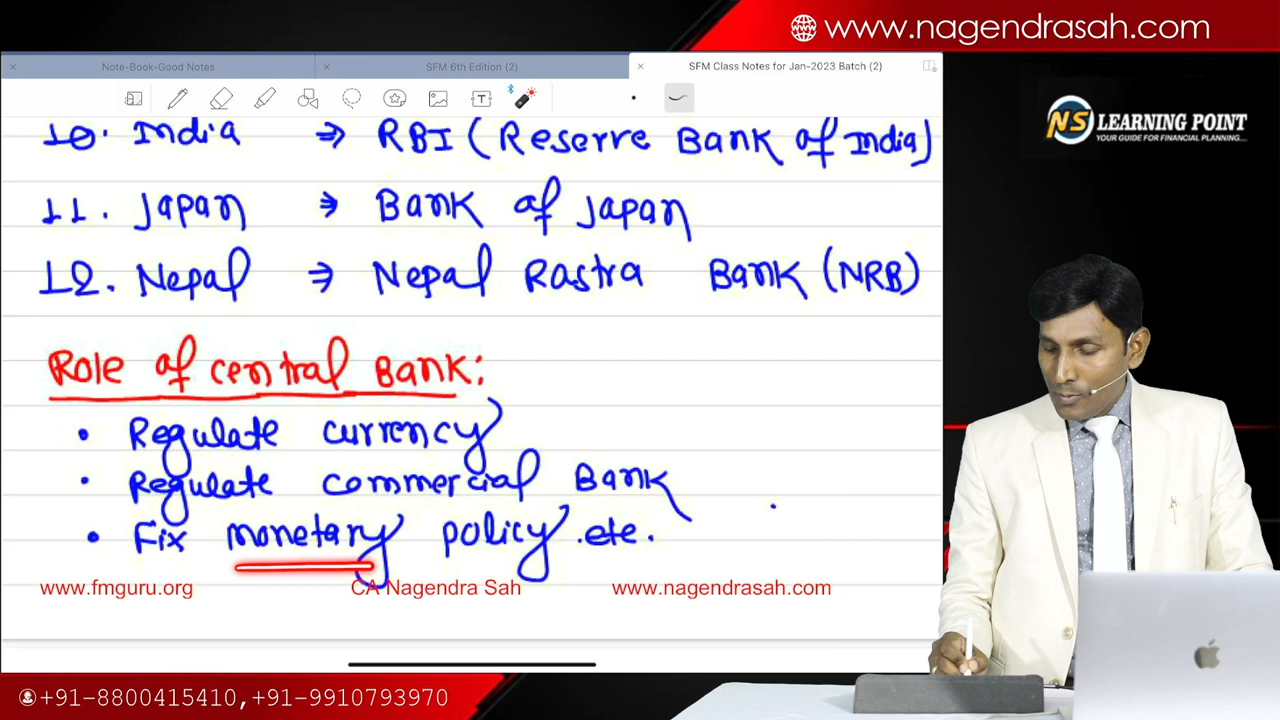 www.nagendrasah.com
Note-Book-Good Notes
SFM 6th Edition (2)
SFM Class Notes for Jan-2023 Batch (2)
NS LEARNING POINT
YOUR GUIDE FOR FINANCIAL PLANNING....
10. India ⇒ RBI (Reserve Bank of India)
11. Japan ⇒ Bank of Japan
12. Nepal ⇒ Nepal Rastra Bank (NRB)
Role of central Bank:
• Regulate currency
• Regulate commercial Bank
• Fix monetary policy etc.
www.fmguru.org CA Nagendra Sah www.nagendrasah.com
+91-8800415410,+91-9910793970